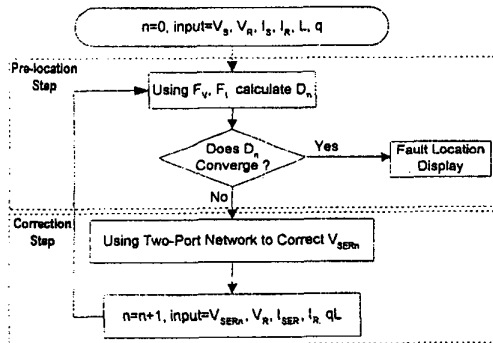 n=0, input=V_S, V_R, I_S, I_R, L, q
Pre-location
Step
Using F_V, F_I calculate D_n
Does D_n
Converge ?
Yes
Fault Location
Display
No
Correction
Step
Using Two-Port Network to Correct V_SERn
n=n+1, input=V_SERn, V_R, I_SER, I_R, qL